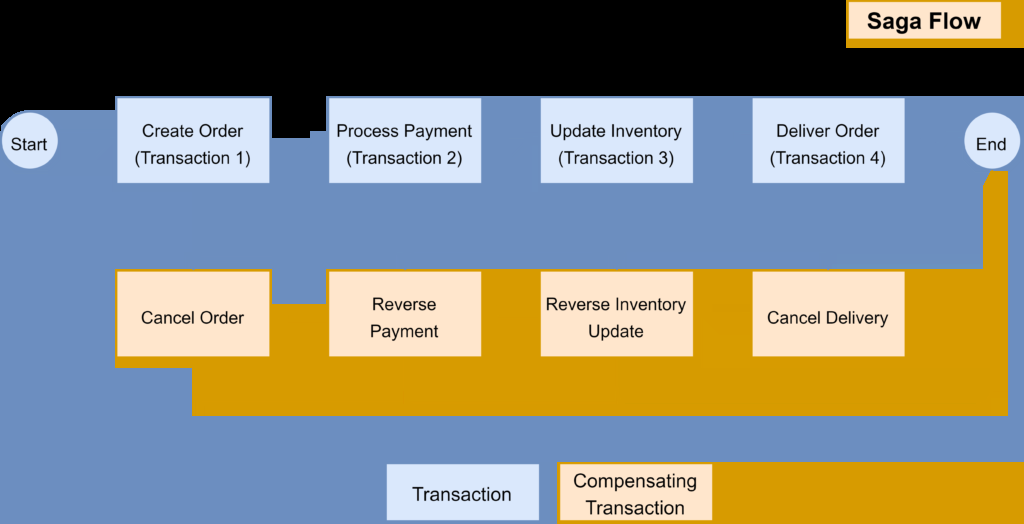 Saga Flow
Start
Create Order
(Transaction 1)
Process Payment
(Transaction 2)
Update Inventory
(Transaction 3)
Deliver Order
(Transaction 4)
End
Cancel Order
Reverse
Payment
Reverse Inventory
Update
Cancel Delivery
Transaction
Compensating
Transaction